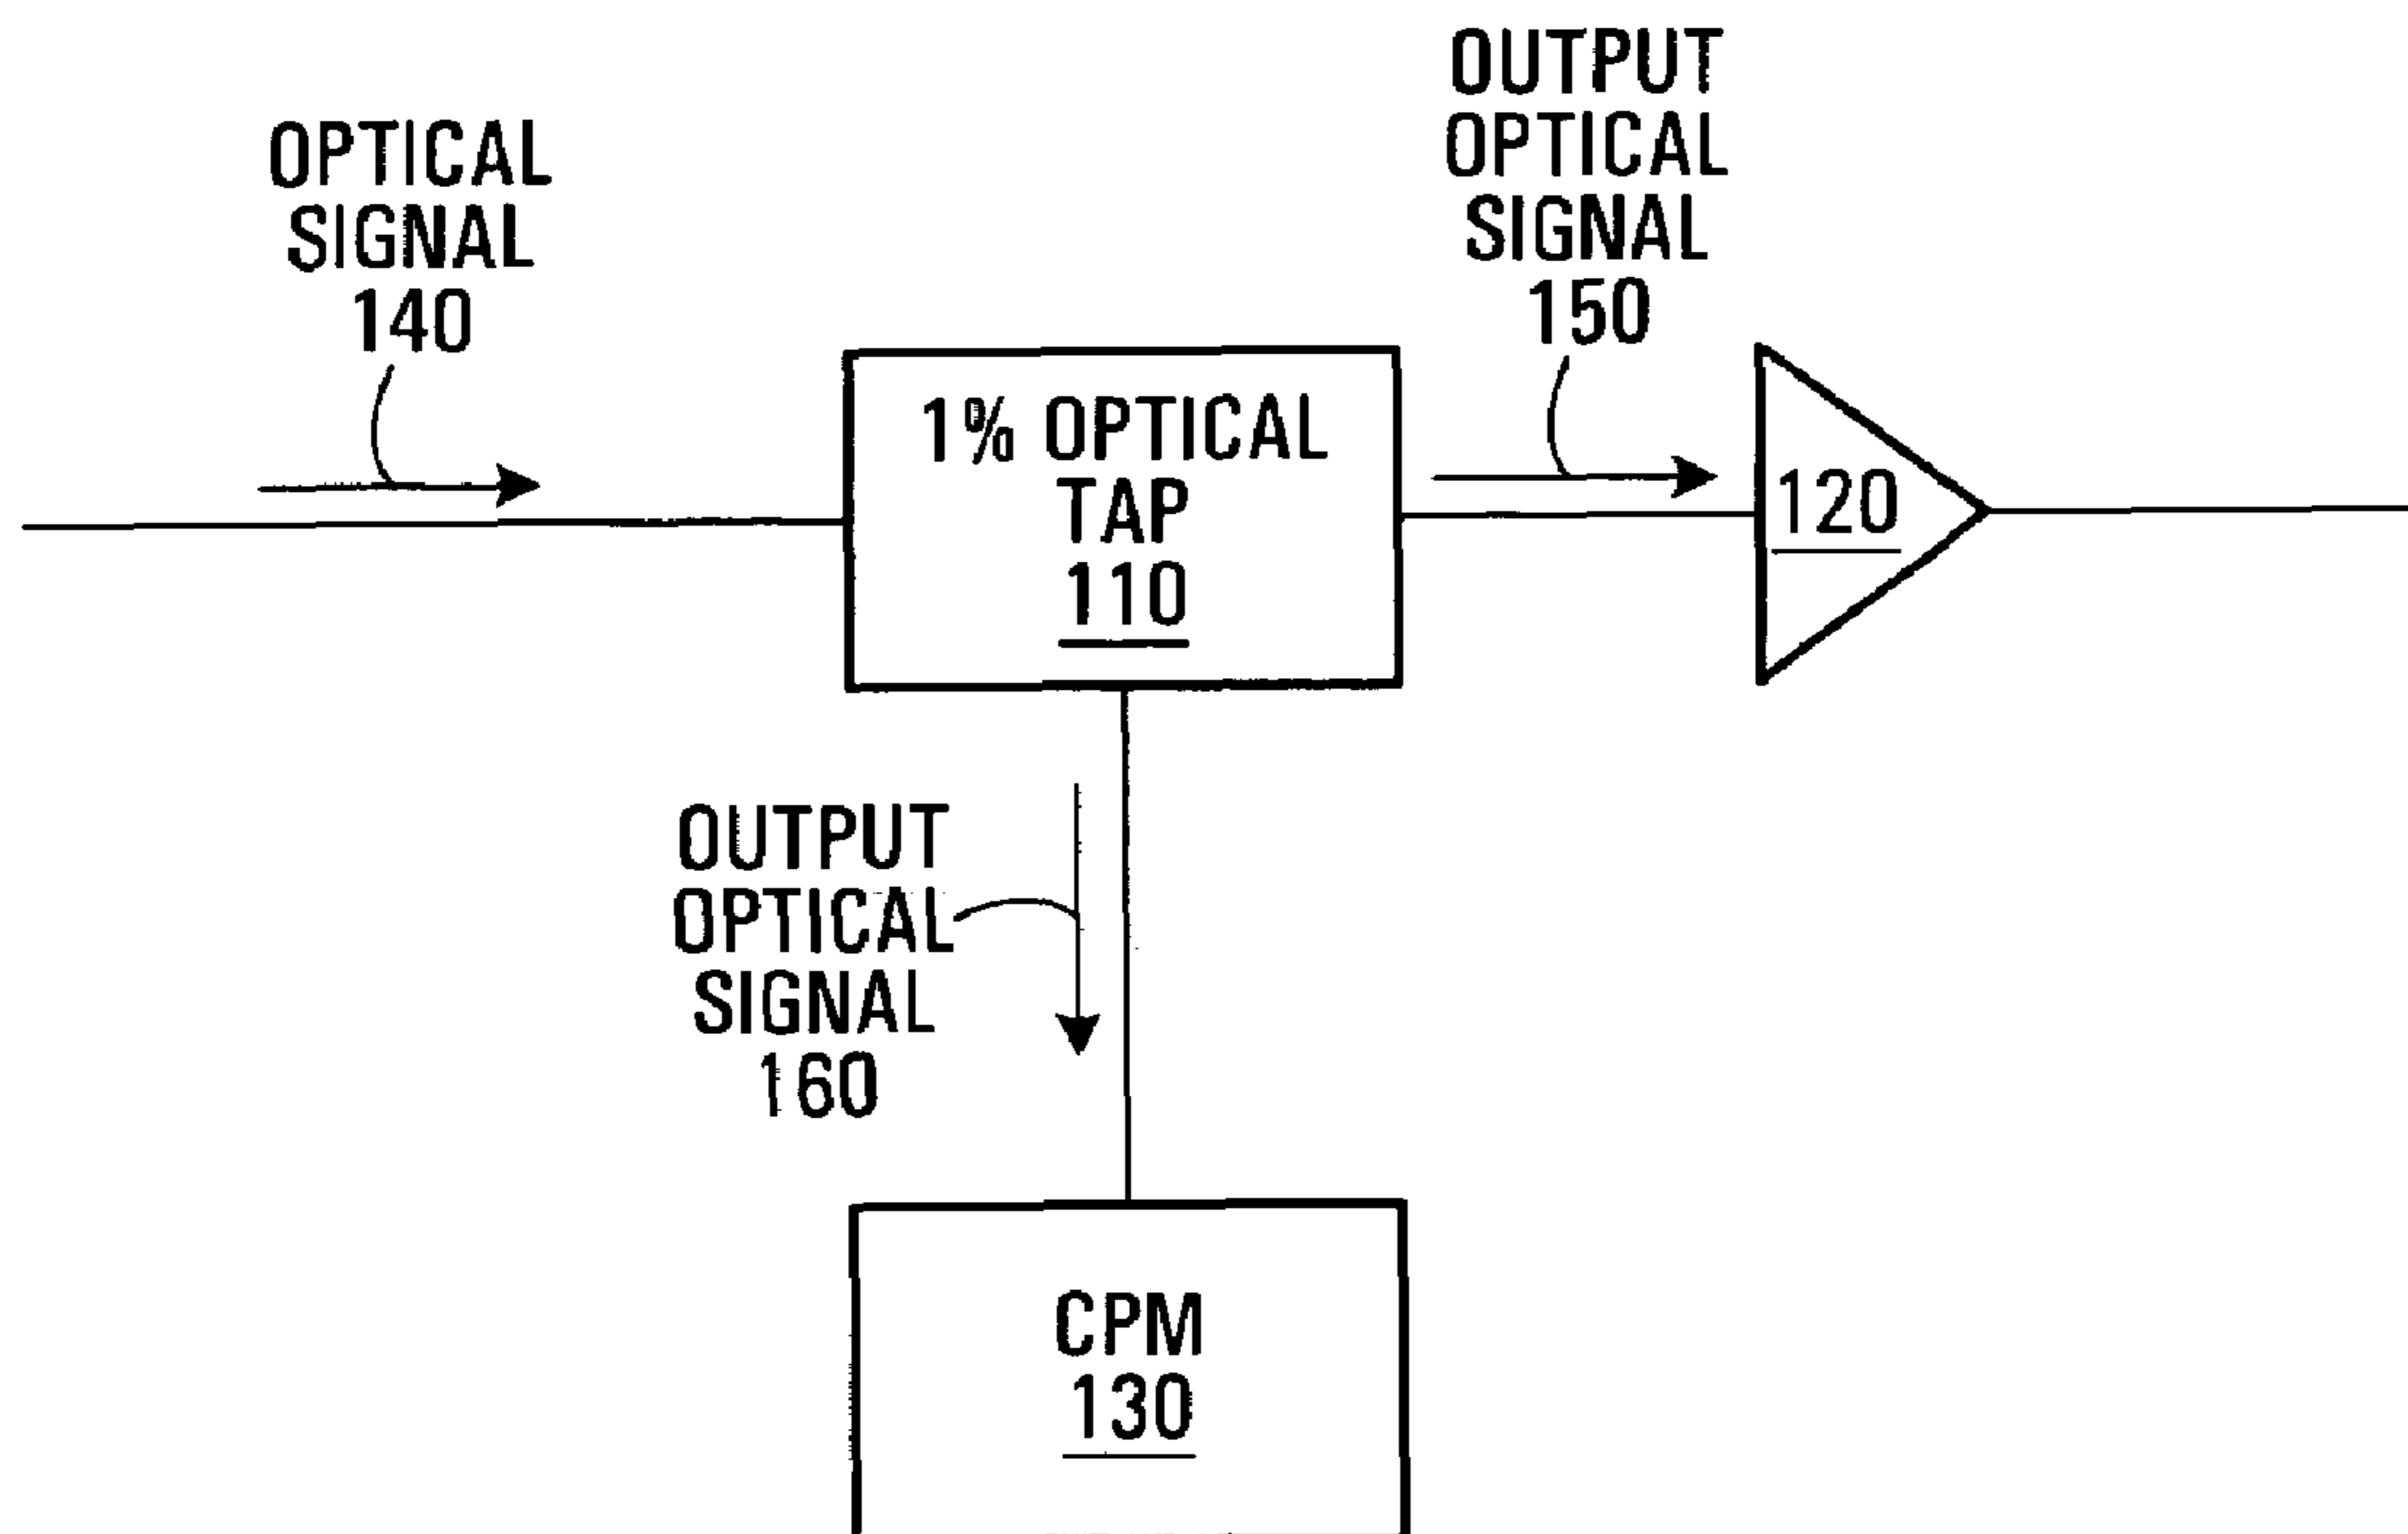 OPTICAL
SIGNAL
140
OUTPUT
OPTICAL
SIGNAL
150
1% OPTICAL
TAP
110
120
OUTPUT
OPTICAL
SIGNAL
160
CPM
130